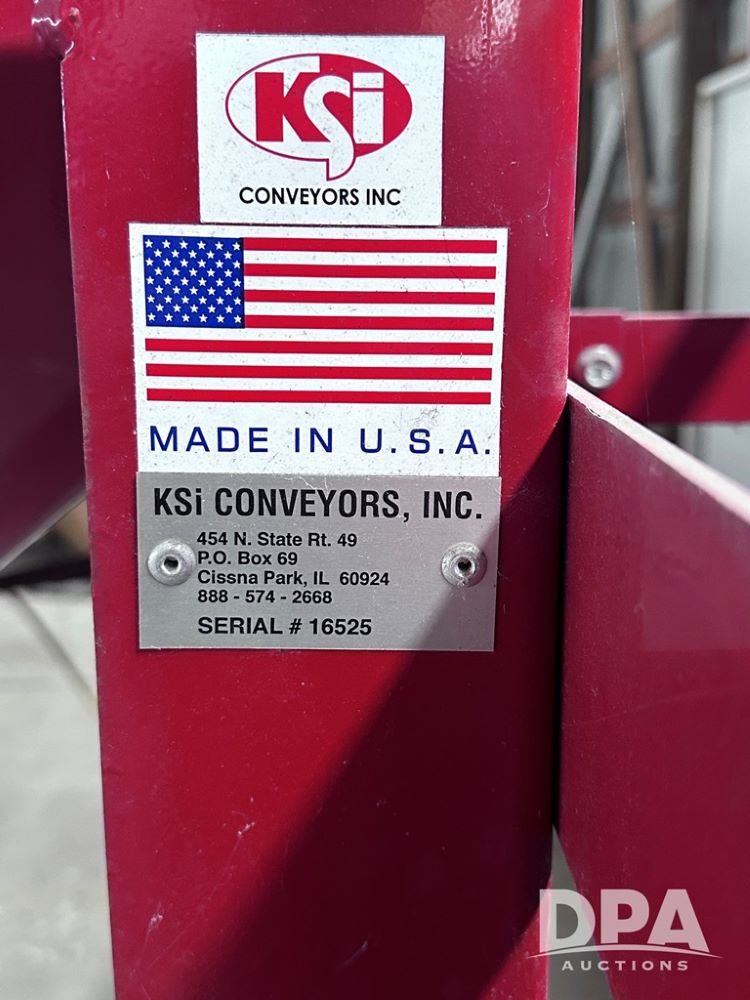 KSi
CONVEYORS INC
MADE IN U.S.A.
KSi CONVEYORS, INC.
454 N. State Rt. 49
P.O. Box 69
Cissna Park, IL 60924
888 - 574 - 2668
SERIAL # 16525
DPA
AUCTIONS